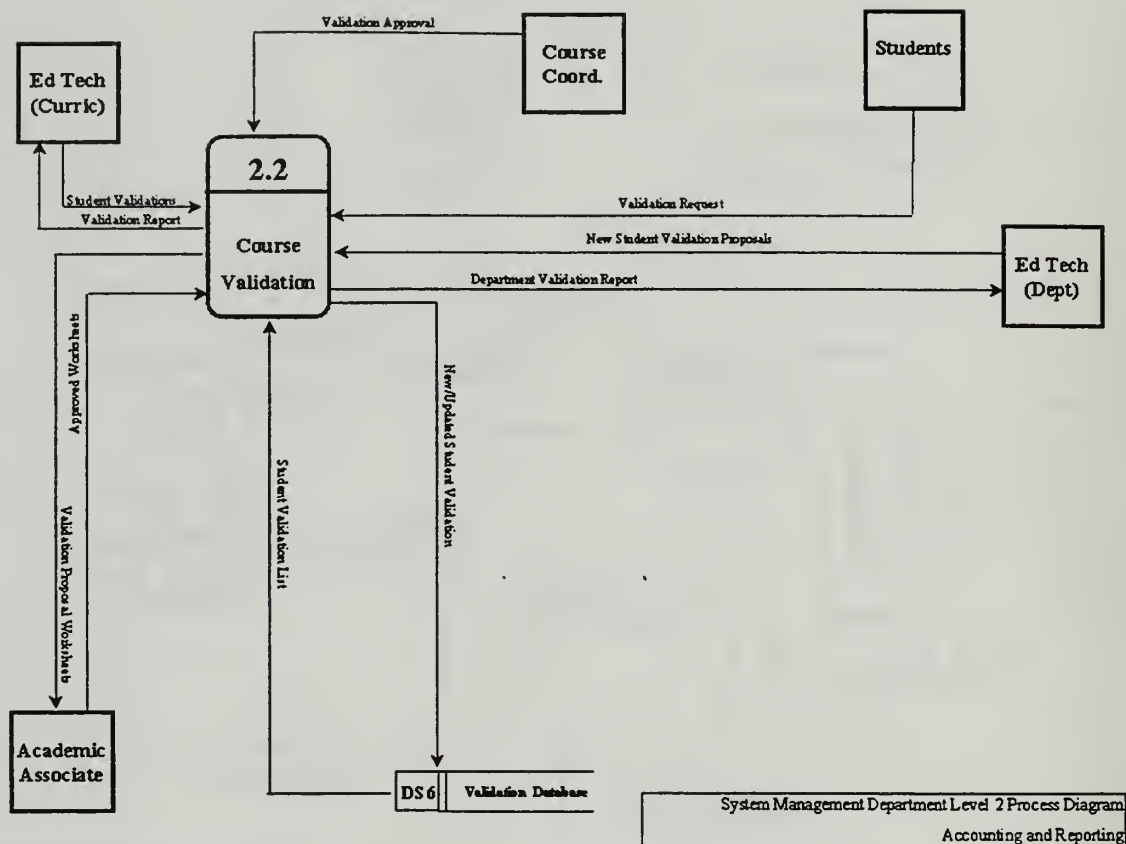 Validation Approval
Ed Tech
(Curric)
Course
Coord.
Students
2.2
Course
Validation
Student Validations
Validation Report
Validation Request
New Student Validation Proposals
Department Validation Report
Ed Tech
(Dept)
Approved Worksheets
Validation Proposal Worksheets
Student Validation List
New/Updated Student Validation
Academic
Associate
DS6 Validation Database
System Management Department Level 2 Process Diagram
Accounting and Reporting